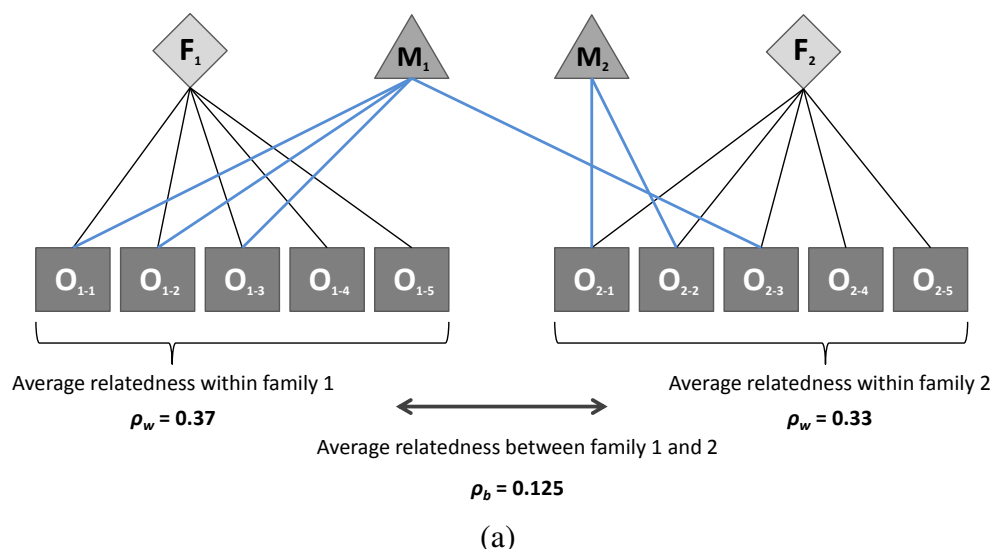 F₁ M₁ M₂ F₂
O₁₋₁ O₁₋₂ O₁₋₃ O₁₋₄ O₁₋₅ O₂₋₁ O₂₋₂ O₂₋₃ O₂₋₄ O₂₋₅
Average relatedness within family 1
ρw = 0.37
Average relatedness within family 2
ρw = 0.33
Average relatedness between family 1 and 2
ρb = 0.125
(a)